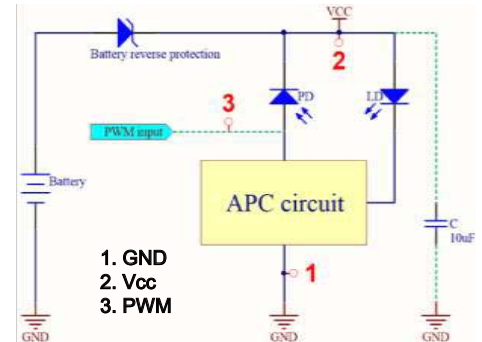 VCC
Battery reverse protection
2
PD
LD
3
PWM input
Battery
APC circuit
C
10uF
1. GND
2. Vcc
3. PWM
1
GND
GND
GND